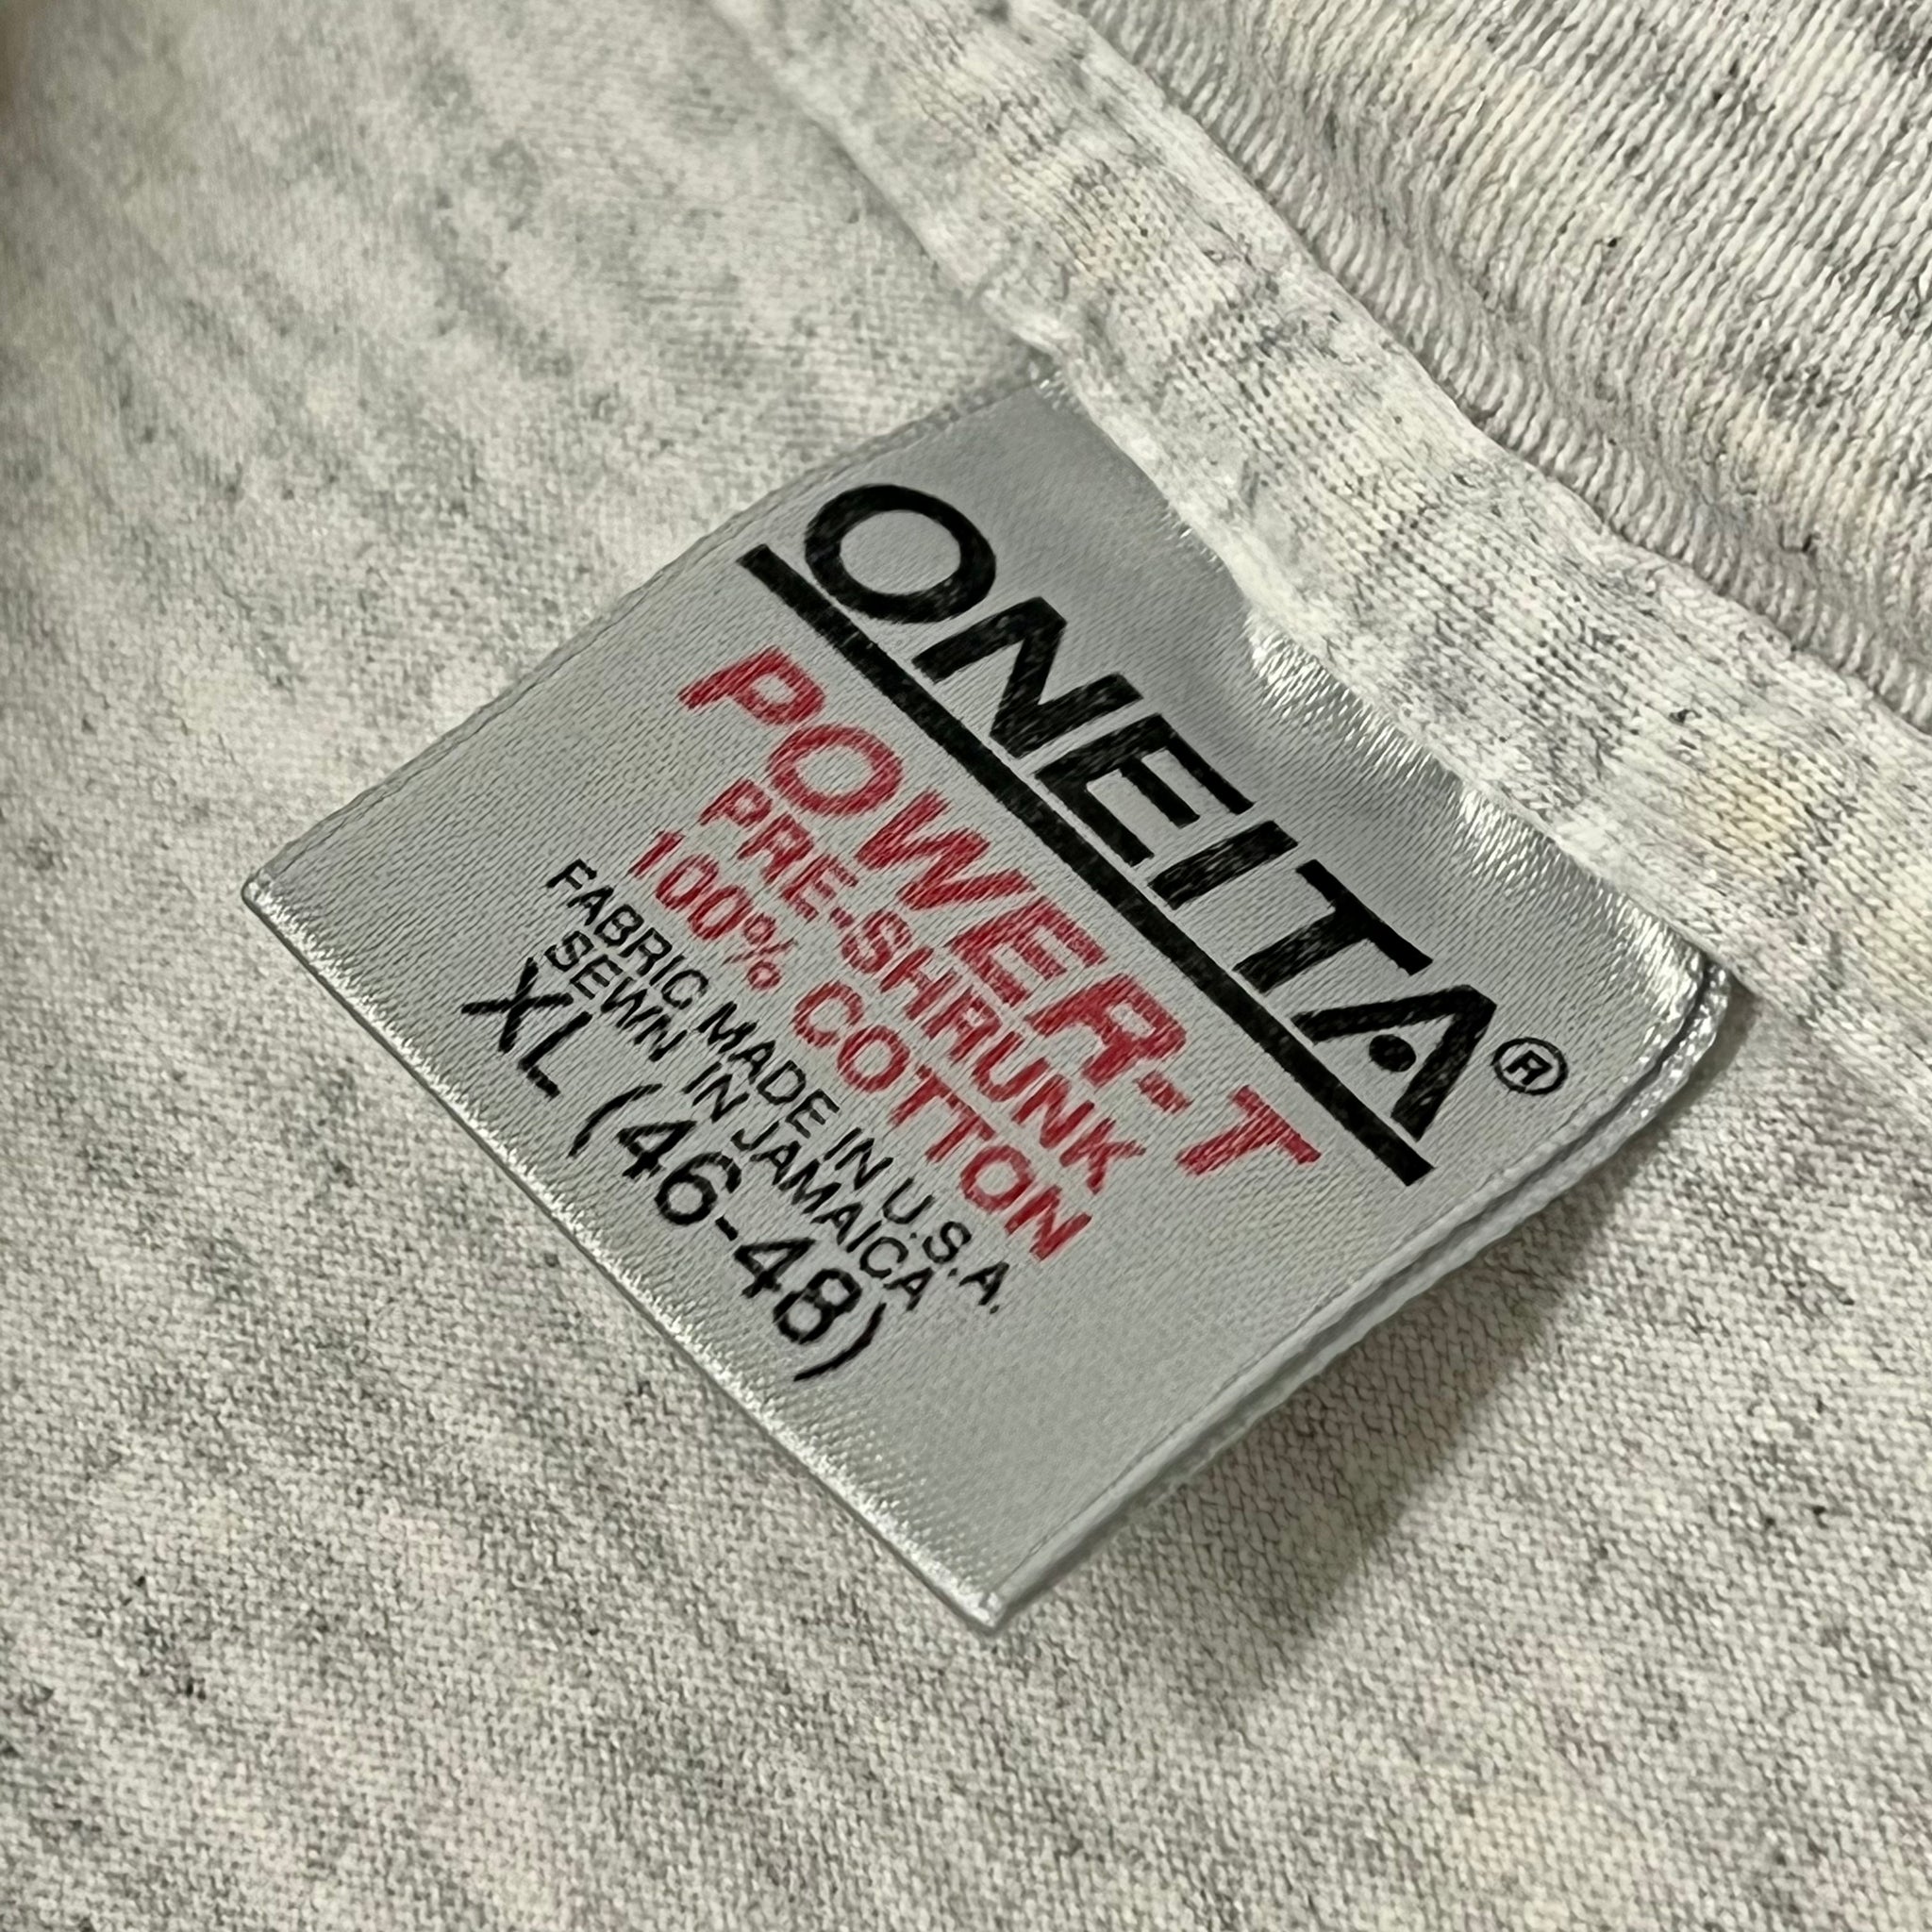 ONEITA®
POWER-T
PRE-SHRUNK
100% COTTON
FABRIC MADE IN U.S.A.
SEWN IN JAMAICA
XL (46-48)